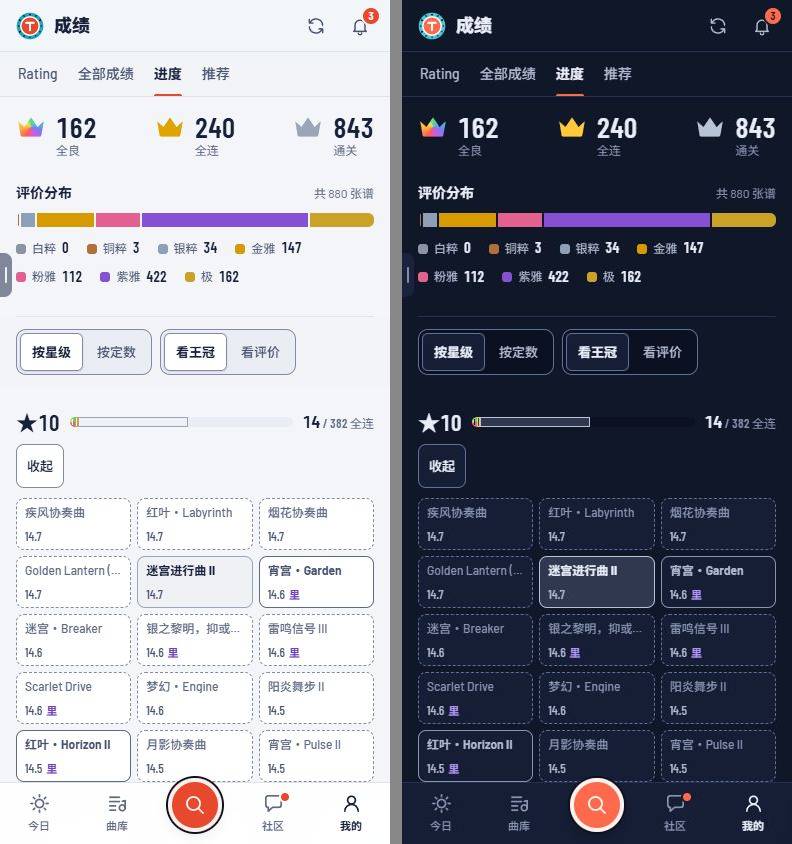 成绩
3
Rating 全部成绩 进度 推荐
162 240 843
全良 全连 通关
评价分布 共 880 张谱
白粹 0 铜粹 3 银粹 34 金雅 147
粉雅 112 紫雅 422 极 162
按星级 按定数 看王冠 看评价
★10 14 / 382 全连
收起
疾风协奏曲 红叶・Labyrinth 烟花协奏曲
14.7 14.7 14.7
Golden Lantern (... 迷宫进行曲 II 宵宫・Garden
14.7 14.7 14.6 里
迷宫・Breaker 银之黎明，抑或... 雷鸣信号 III
14.6 14.6 里 14.6 里
Scarlet Drive 梦幻・Engine 阳炎舞步 II
14.6 里 14.6 14.5
红叶・Horizon II 月影协奏曲 宵宫・Pulse II
14.5 里 14.5 14.5
今日 曲库 社区 我的
成绩
3
Rating 全部成绩 进度 推荐
162 240 843
全良 全连 通关
评价分布 共 880 张谱
白粹 0 铜粹 3 银粹 34 金雅 147
粉雅 112 紫雅 422 极 162
按星级 按定数 看王冠 看评价
★10 14 / 382 全连
收起
疾风协奏曲 红叶・Labyrinth 烟花协奏曲
14.7 14.7 14.7
Golden Lantern (... 迷宫进行曲 II 宵宫・Garden
14.7 14.7 14.6 里
迷宫・Breaker 银之黎明，抑或... 雷鸣信号 III
14.6 14.6 里 14.6 里
Scarlet Drive 梦幻・Engine 阳炎舞步 II
14.6 里 14.6 14.5
红叶・Horizon II 月影协奏曲 宵宫・Pulse II
14.5 里 14.5 14.5
今日 曲库 社区 我的